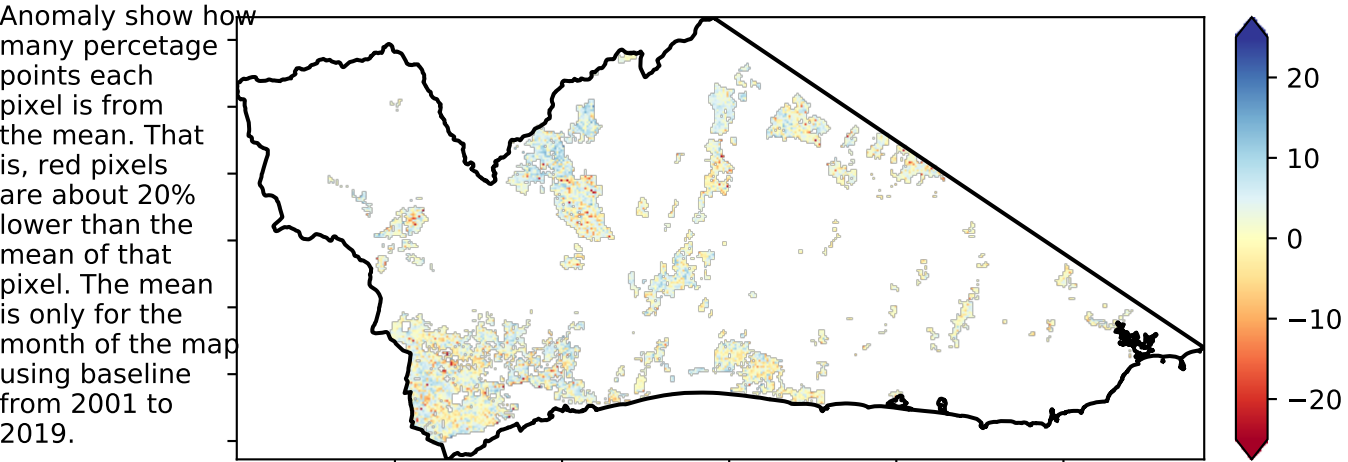 Anomaly show how
many percetage
points each
pixel is from
the mean. That
is, red pixels
are about 20%
lower than the
mean of that
pixel. The mean
is only for the
month of the map
using baseline
from 2001 to
2019.
20
10
0
−10
−20